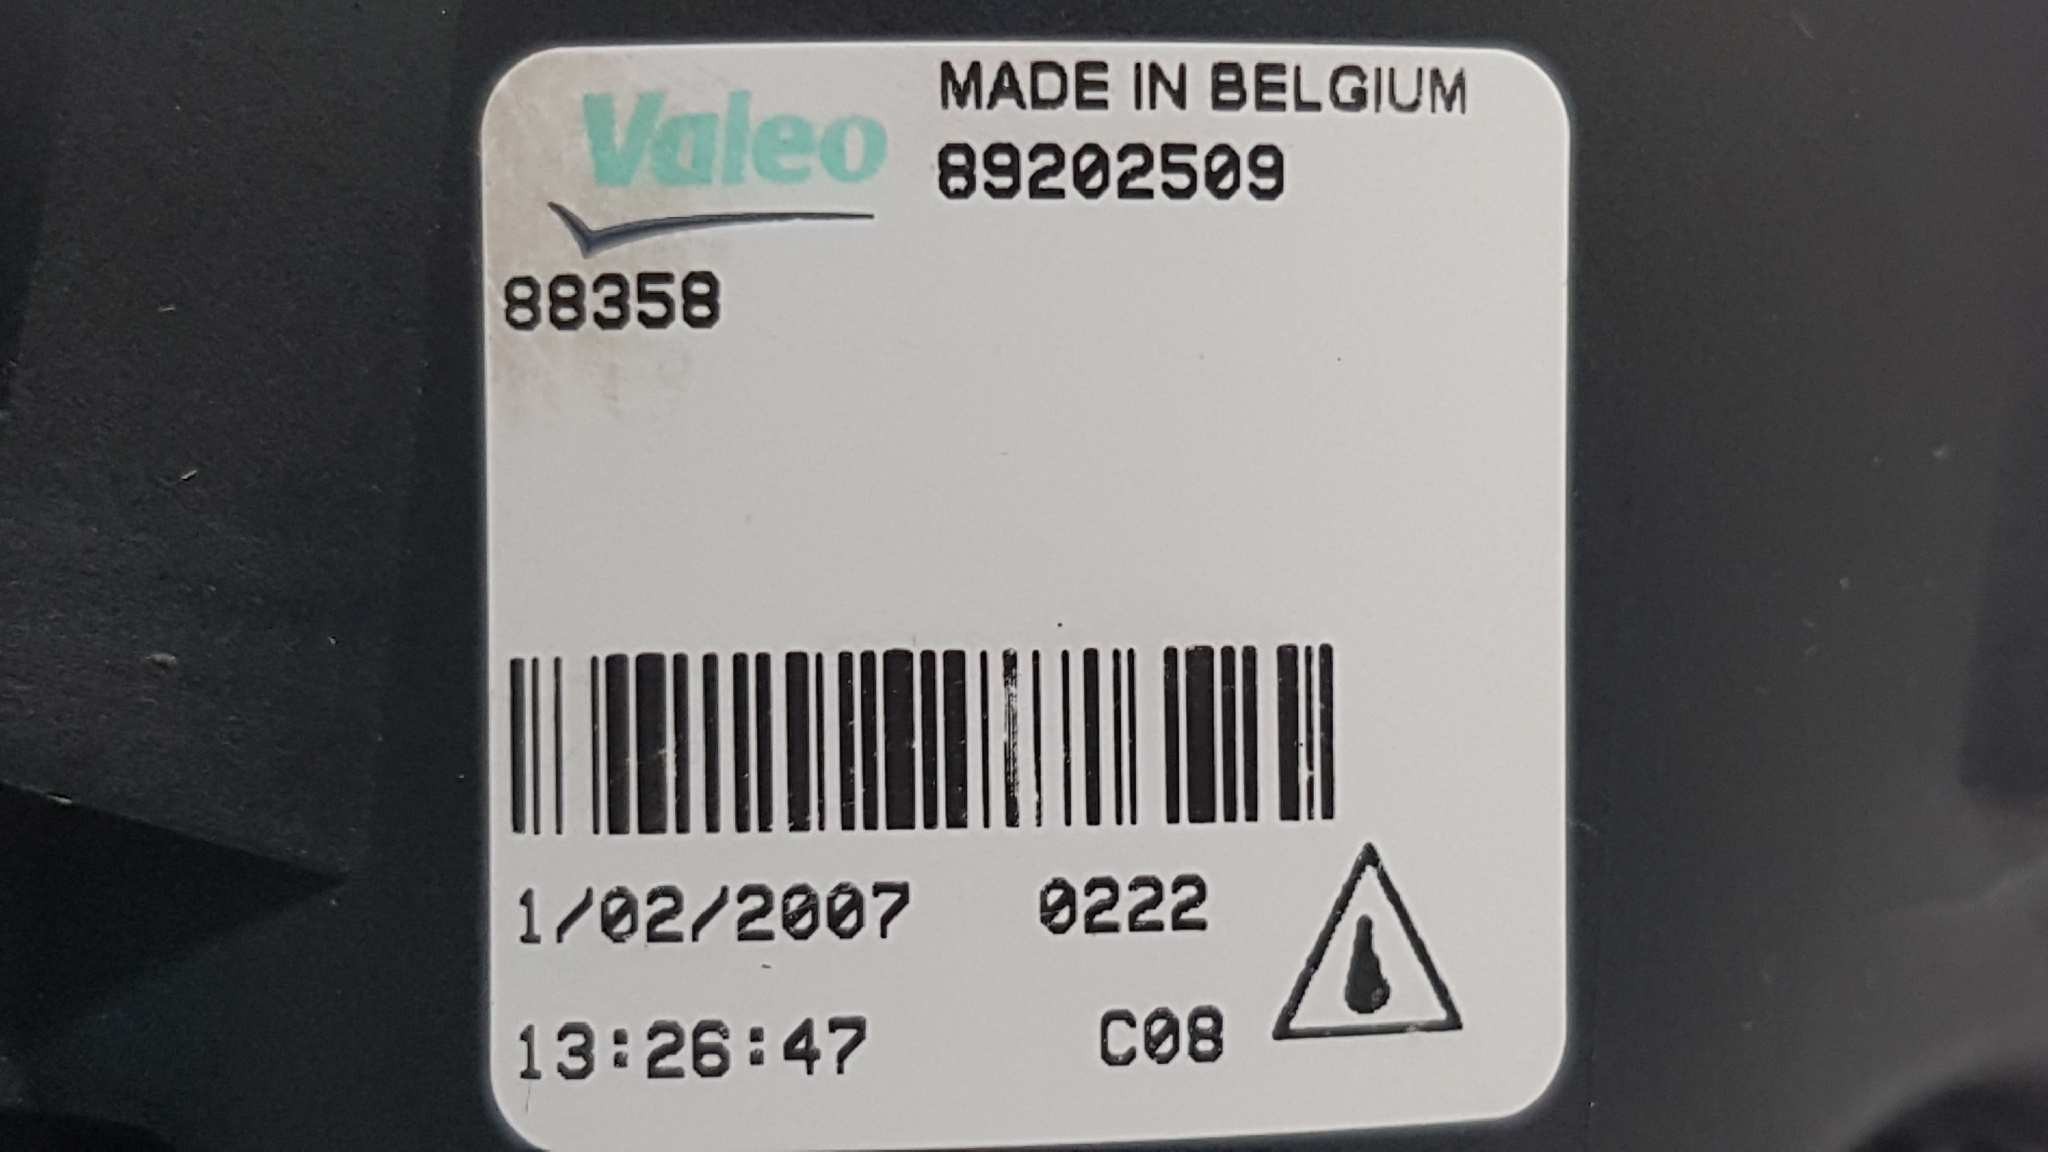 Valeo
MADE IN BELGIUM
89202509
88358
1/02/2007 0222
13:26:47 C08